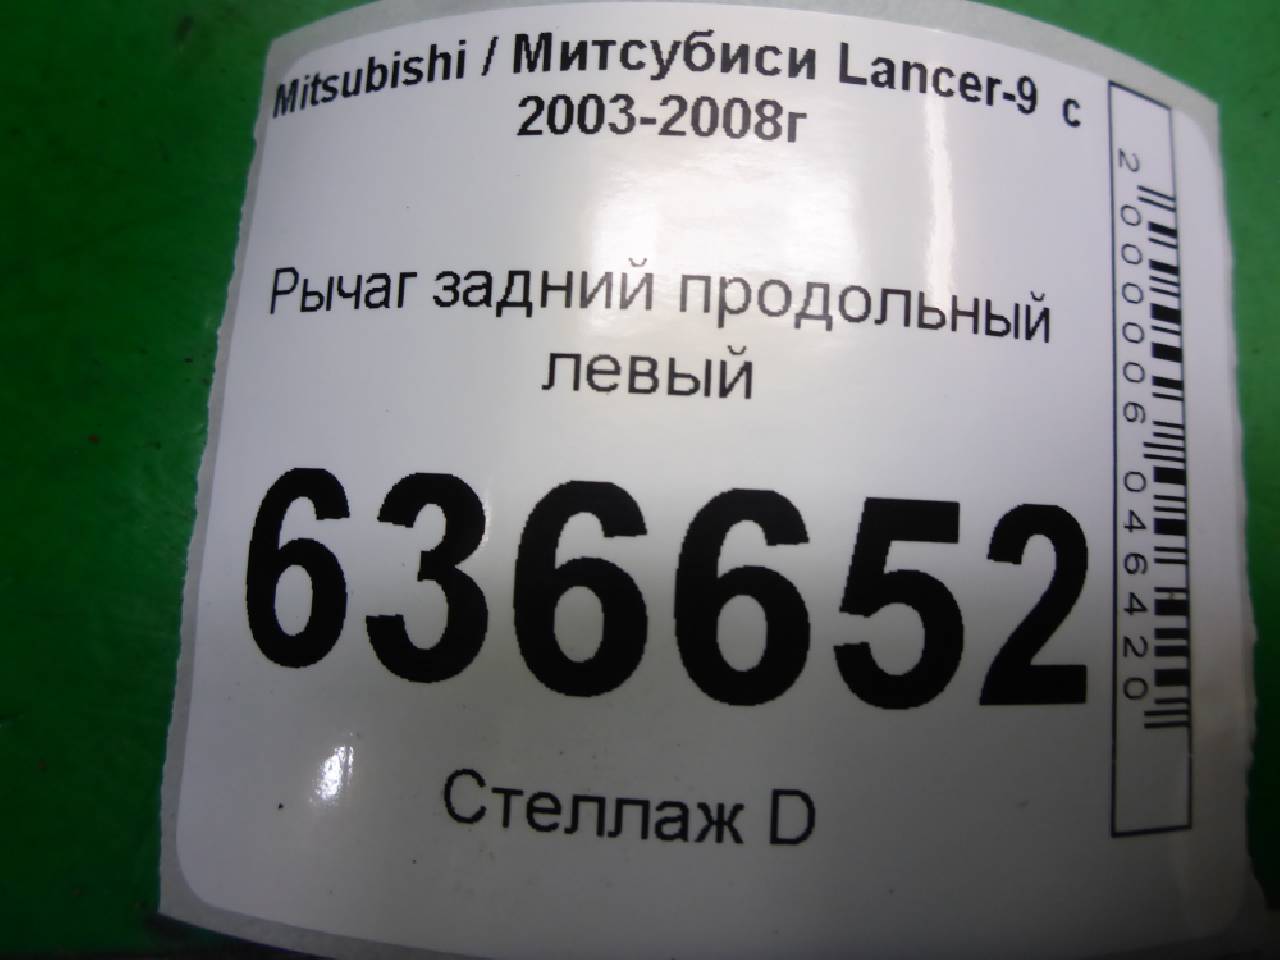 Mitsubishi / Митсубиси Lancer-9 с
2003-2008г
Рычаг задний продольный
левый
636652
Стеллаж D
2000006046420